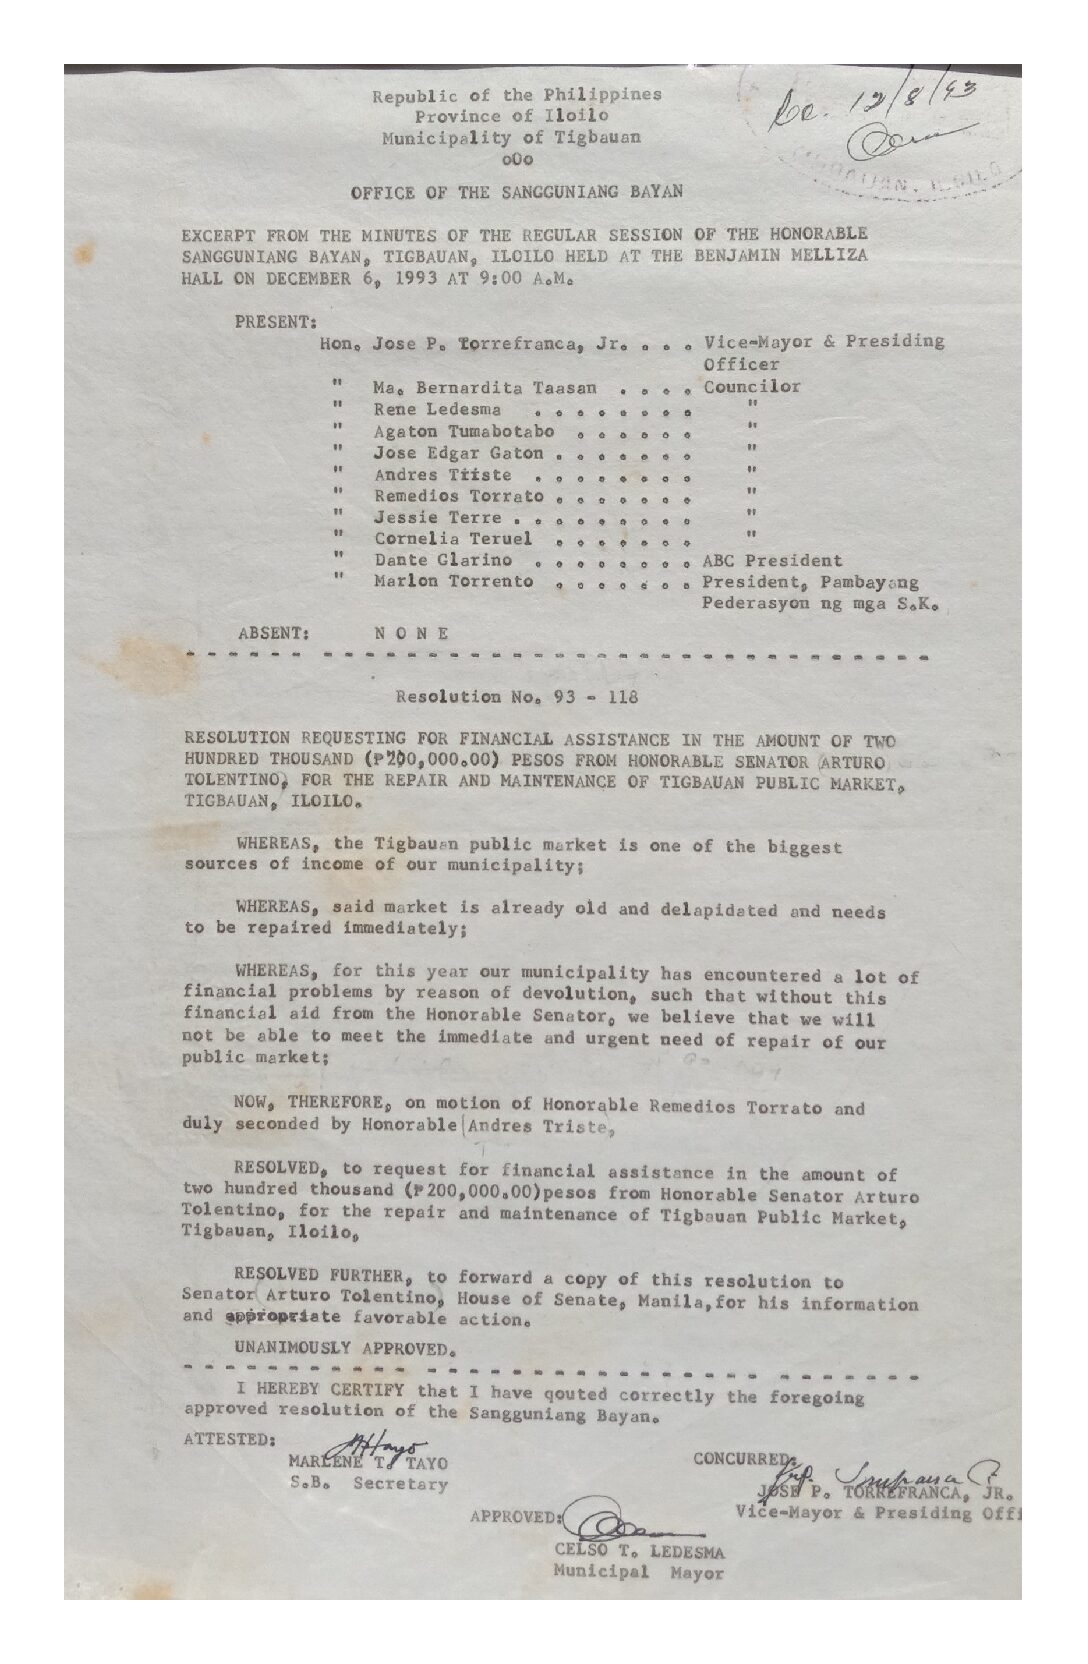 Rec. 12/8/93
Republic of the Philippines
Province of Iloilo
Municipality of Tigbauan
oOo
TIGBAUAN, ILOILO
OFFICE OF THE SANGGUNIANG BAYAN
EXCERPT FROM THE MINUTES OF THE REGULAR SESSION OF THE HONORABLE
SANGGUNIANG BAYAN, TIGBAUAN, ILOILO HELD AT THE BENJAMIN MELLIZA
HALL ON DECEMBER 6, 1993 AT 9:00 A.M.
PRESENT:
Hon. Jose P. Torrefranca, Jr. . . . Vice-Mayor & Presiding
Officer
" Ma. Bernardita Taasan . . . . Councilor
" Rene Ledesma . . . . . . . . "
" Agaton Tumabotabo . . . . . . "
" Jose Edgar Gaton . . . . . . . "
" Andres Triste . . . . . . . . "
" Remedios Torrato . . . . . . . "
" Jessie Terre . . . . . . . . . "
" Cornelia Teruel . . . . . . . "
" Dante Glarino . . . . . . . . ABC President
" Marlon Torrento . . . . . . . President, Pambayang
Pederasyon ng mga S.K.
ABSENT: N O N E
Resolution No. 93 - 118
RESOLUTION REQUESTING FOR FINANCIAL ASSISTANCE IN THE AMOUNT OF TWO
HUNDRED THOUSAND (₱200,000.00) PESOS FROM HONORABLE SENATOR (ARTURO
TOLENTINO) FOR THE REPAIR AND MAINTENANCE OF TIGBAUAN PUBLIC MARKET,
TIGBAUAN, ILOILO.
WHEREAS, the Tigbauan public market is one of the biggest
sources of income of our municipality;
WHEREAS, said market is already old and delapidated and needs
to be repaired immediately;
WHEREAS, for this year our municipality has encountered a lot of
financial problems by reason of devolution, such that without this
financial aid from the Honorable Senator, we believe that we will
not be able to meet the immediate and urgent need of repair of our
public market;
NOW, THEREFORE, on motion of Honorable Remedios Torrato and
duly seconded by Honorable Andres Triste,
RESOLVED, to request for financial assistance in the amount of
two hundred thousand (₱200,000.00)pesos from Honorable Senator Arturo
Tolentino, for the repair and maintenance of Tigbauan Public Market,
Tigbauan, Iloilo,
RESOLVED FURTHER, to forward a copy of this resolution to
Senator Arturo Tolentino, House of Senate, Manila,for his information
and appropriate favorable action.
UNANIMOUSLY APPROVED.
I HEREBY CERTIFY that I have qouted correctly the foregoing
approved resolution of the Sangguniang Bayan.
ATTESTED:
MARLENE T. TAYO
S.B. Secretary
CONCURRED:
JOSE P. TORREFRANCA, JR.
Vice-Mayor & Presiding Offi
APPROVED:
CELSO T. LEDESMA
Municipal Mayor